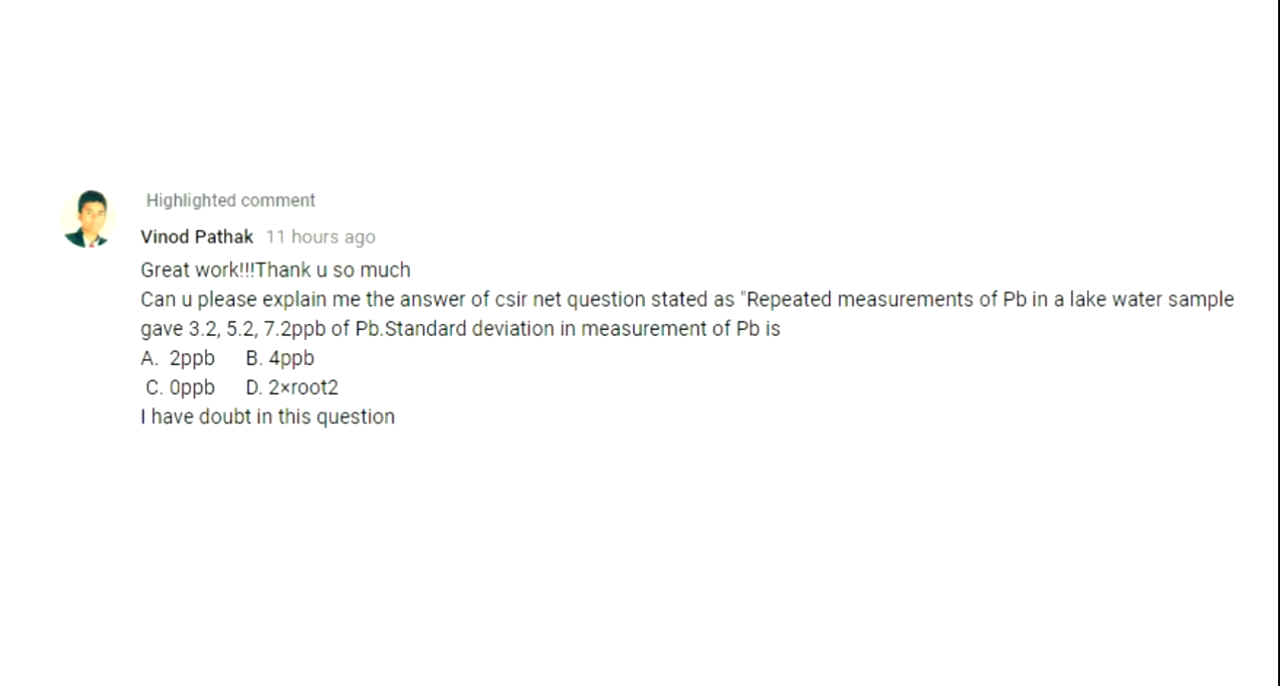 Highlighted comment
Vinod Pathak 11 hours ago
Great work!!!Thank u so much
Can u please explain me the answer of csir net question stated as "Repeated measurements of Pb in a lake water sample
gave 3.2, 5.2, 7.2ppb of Pb.Standard deviation in measurement of Pb is
A. 2ppb B. 4ppb
C. 0ppb D. 2×root2
I have doubt in this question